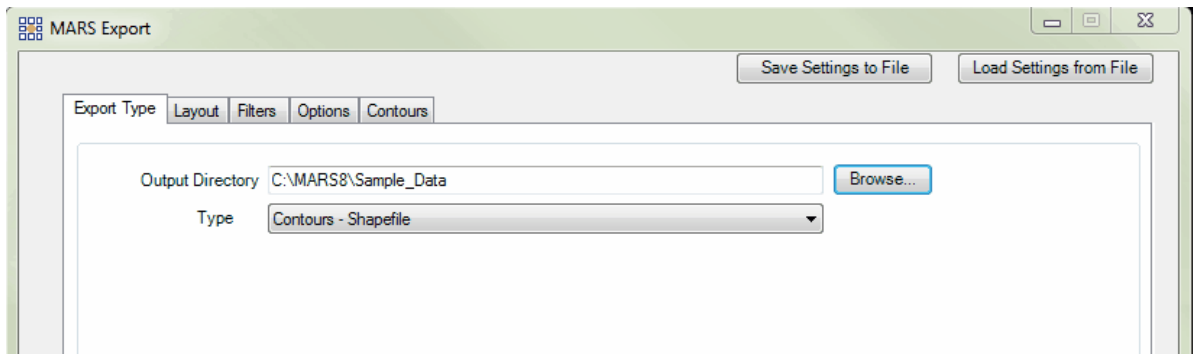 MARS Export
Save Settings to File
Load Settings from File
Export Type
Layout
Filters
Options
Contours
Output Directory C:\MARS8\Sample_Data
Browse...
Type Contours - Shapefile